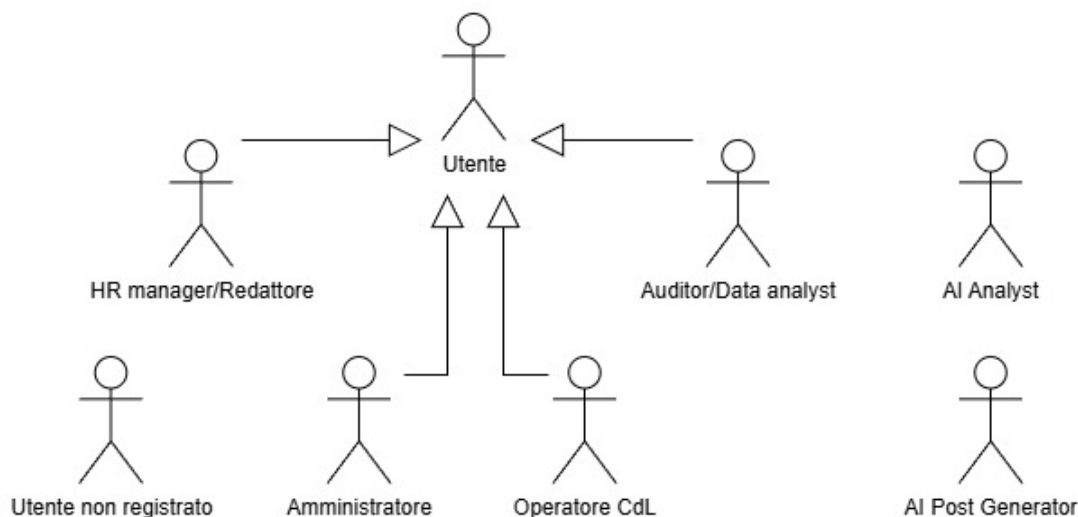 Utente
HR manager/Redattore
Auditor/Data analyst
AI Analyst
Utente non registrato
Amministratore
Operatore CdL
AI Post Generator